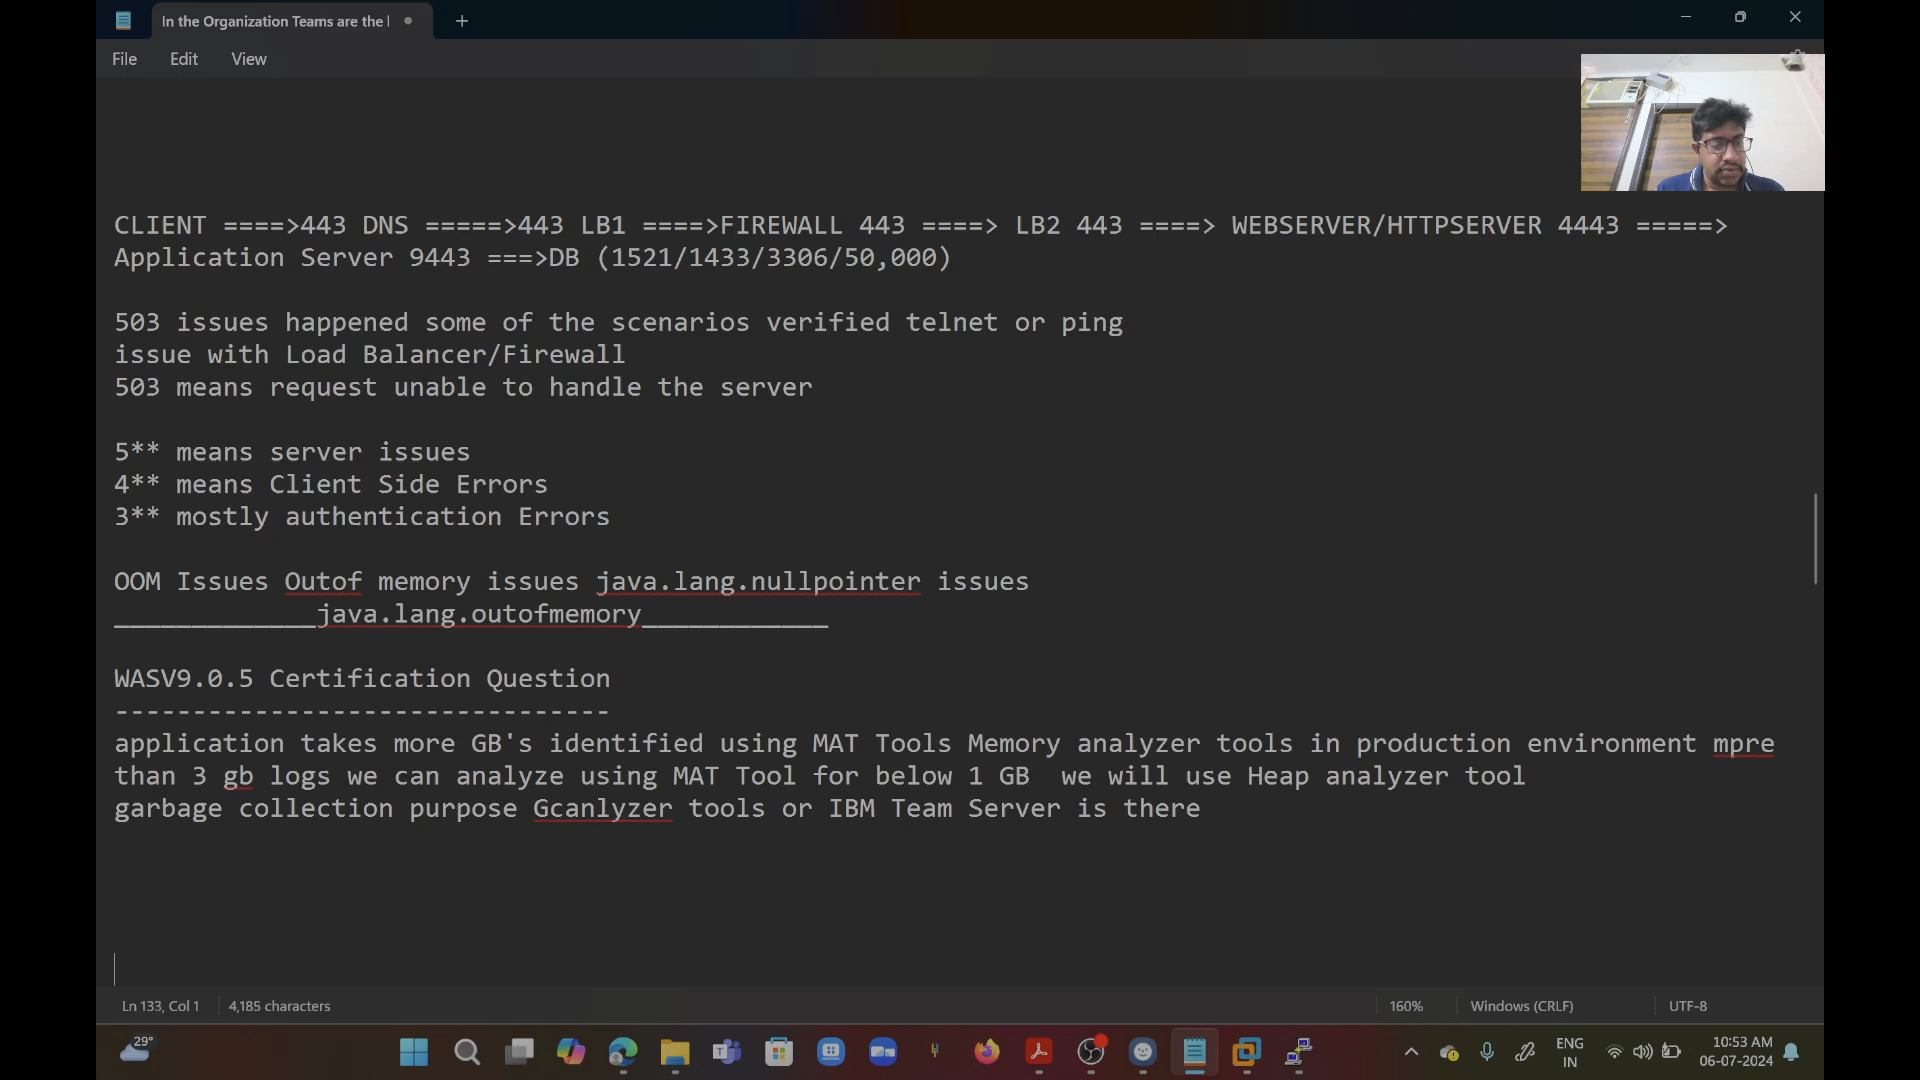 In the Organization Teams are the
File Edit View
CLIENT ====>443 DNS =====>443 LB1 ====>FIREWALL 443 ====> LB2 443 ====> WEBSERVER/HTTPSERVER 4443 =====>
Application Server 9443 ===>DB (1521/1433/3306/50,000)
503 issues happened some of the scenarios verified telnet or ping
issue with Load Balancer/Firewall
503 means request unable to handle the server
5** means server issues
4** means Client Side Errors
3** mostly authentication Errors
OOM Issues Outof memory issues java.lang.nullpointer issues
_____________java.lang.outofmemory____________
WASV9.0.5 Certification Question
--------------------------------
application takes more GB's identified using MAT Tools Memory analyzer tools in production environment mpre
than 3 gb logs we can analyze using MAT Tool for below 1 GB  we will use Heap analyzer tool
garbage collection purpose Gcanlyzer tools or IBM Team Server is there
Ln 133, Col 1 4,185 characters 160% Windows (CRLF) UTF-8
29°
ENG
IN
10:53 AM
06-07-2024